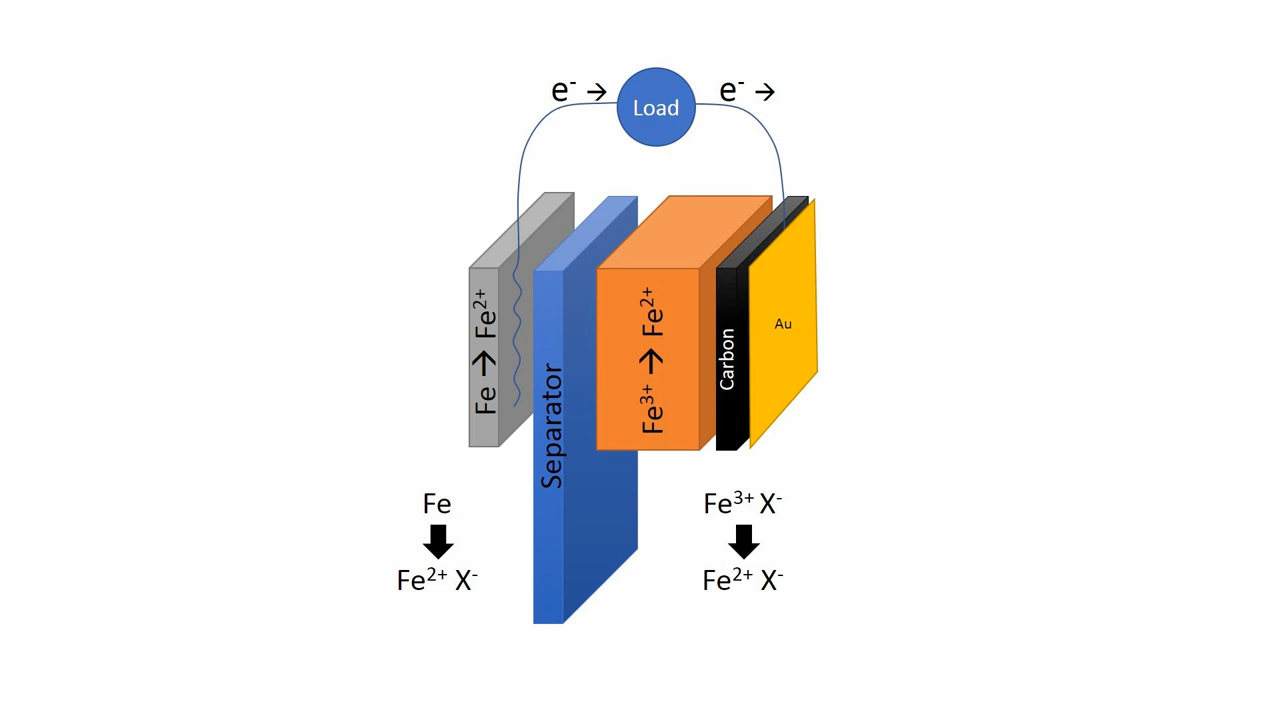 e⁻ →
Load
e⁻ →
Fe → Fe²⁺
Separator
Fe³⁺ → Fe²⁺
Carbon
Au
Fe
Fe²⁺ X⁻
Fe³⁺ X⁻
Fe²⁺ X⁻